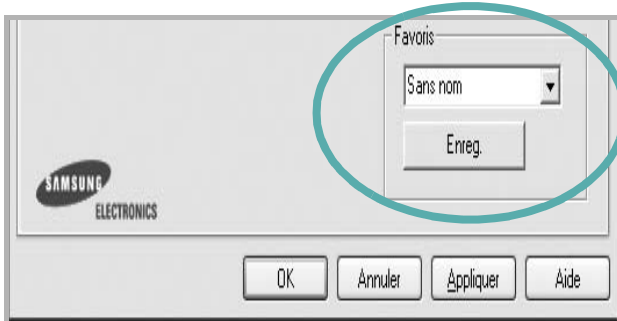 Favoris
Sans nom
Enreg.
SAMSUNG
ELECTRONICS
OK Annuler Appliquer Aide